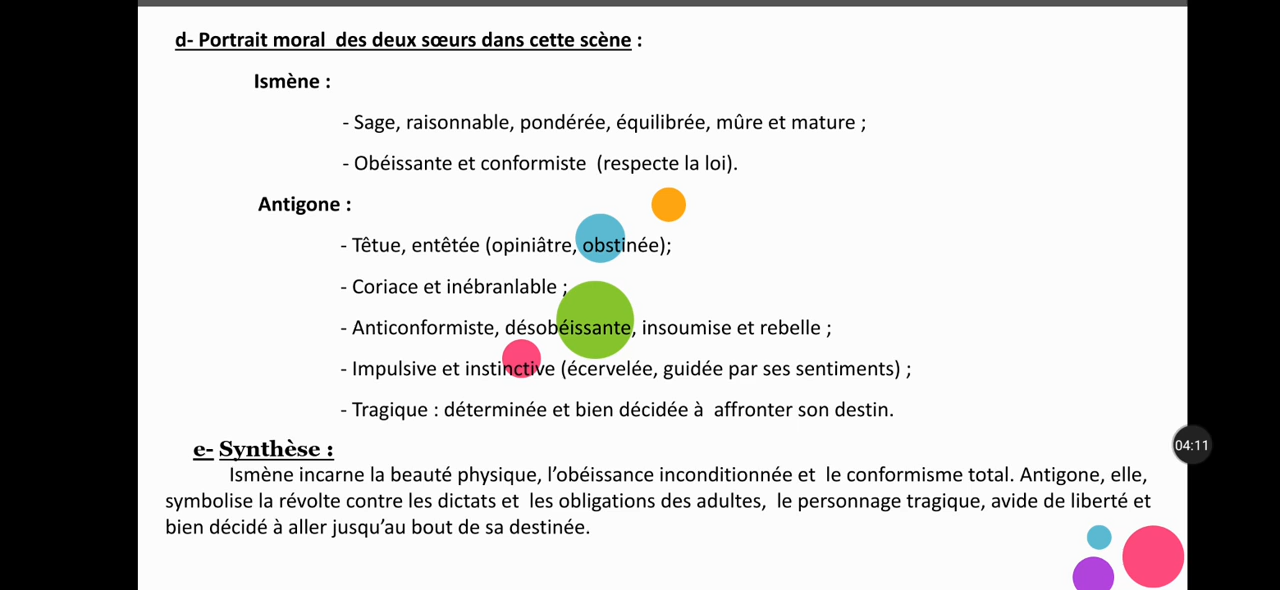 d- Portrait moral  des deux sœurs dans cette scène :
Ismène :
- Sage, raisonnable, pondérée, équilibrée, mûre et mature ;
- Obéissante et conformiste  (respecte la loi).
Antigone :
- Têtue, entêtée (opiniâtre, obstinée);
- Coriace et inébranlable ;
- Anticonformiste, désobéissante, insoumise et rebelle ;
- Impulsive et instinctive (écervelée, guidée par ses sentiments) ;
- Tragique : déterminée et bien décidée à  affronter son destin.
e- Synthèse :
Ismène incarne la beauté physique, l'obéissance inconditionnée et  le conformisme total. Antigone, elle,
symbolise la révolte contre les dictats et  les obligations des adultes,  le personnage tragique, avide de liberté et
bien décidé à aller jusqu'au bout de sa destinée.
04:11